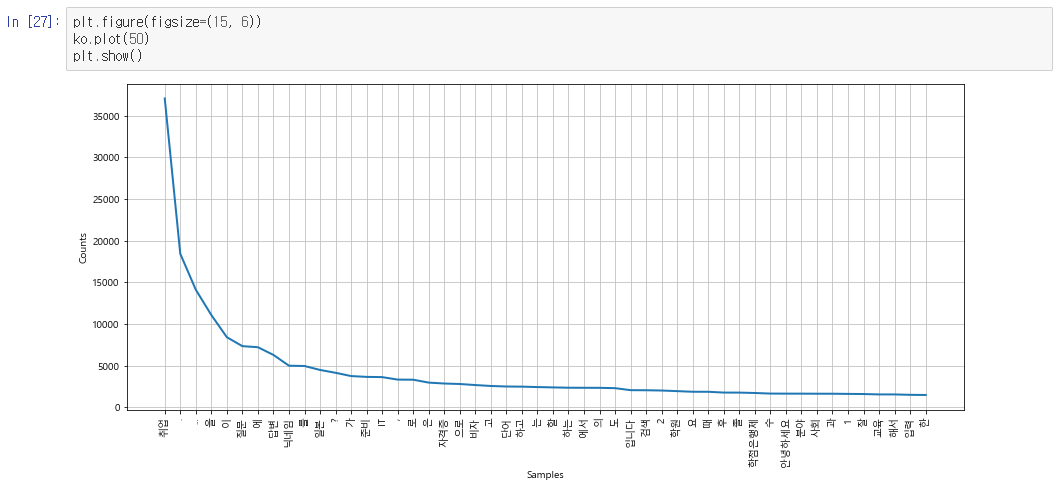 In [27]:
plt.figure(figsize=(15, 6))
ko.plot(50)
plt.show()
Counts
35000
30000
25000
20000
15000
10000
5000
0
취업
.
을
이
질문
에
답변
닉네임
를
일본
?
가
준비
IT
,
로
은
자격증
으로
비자
고
단어
하고
는
할
하는
에서
의
도
입니다
검색
2
학원
요
때
후
졸
학점은행제
수
안녕하세요
분야
사회
과
1
잘
교육
해서
입력
한
Samples